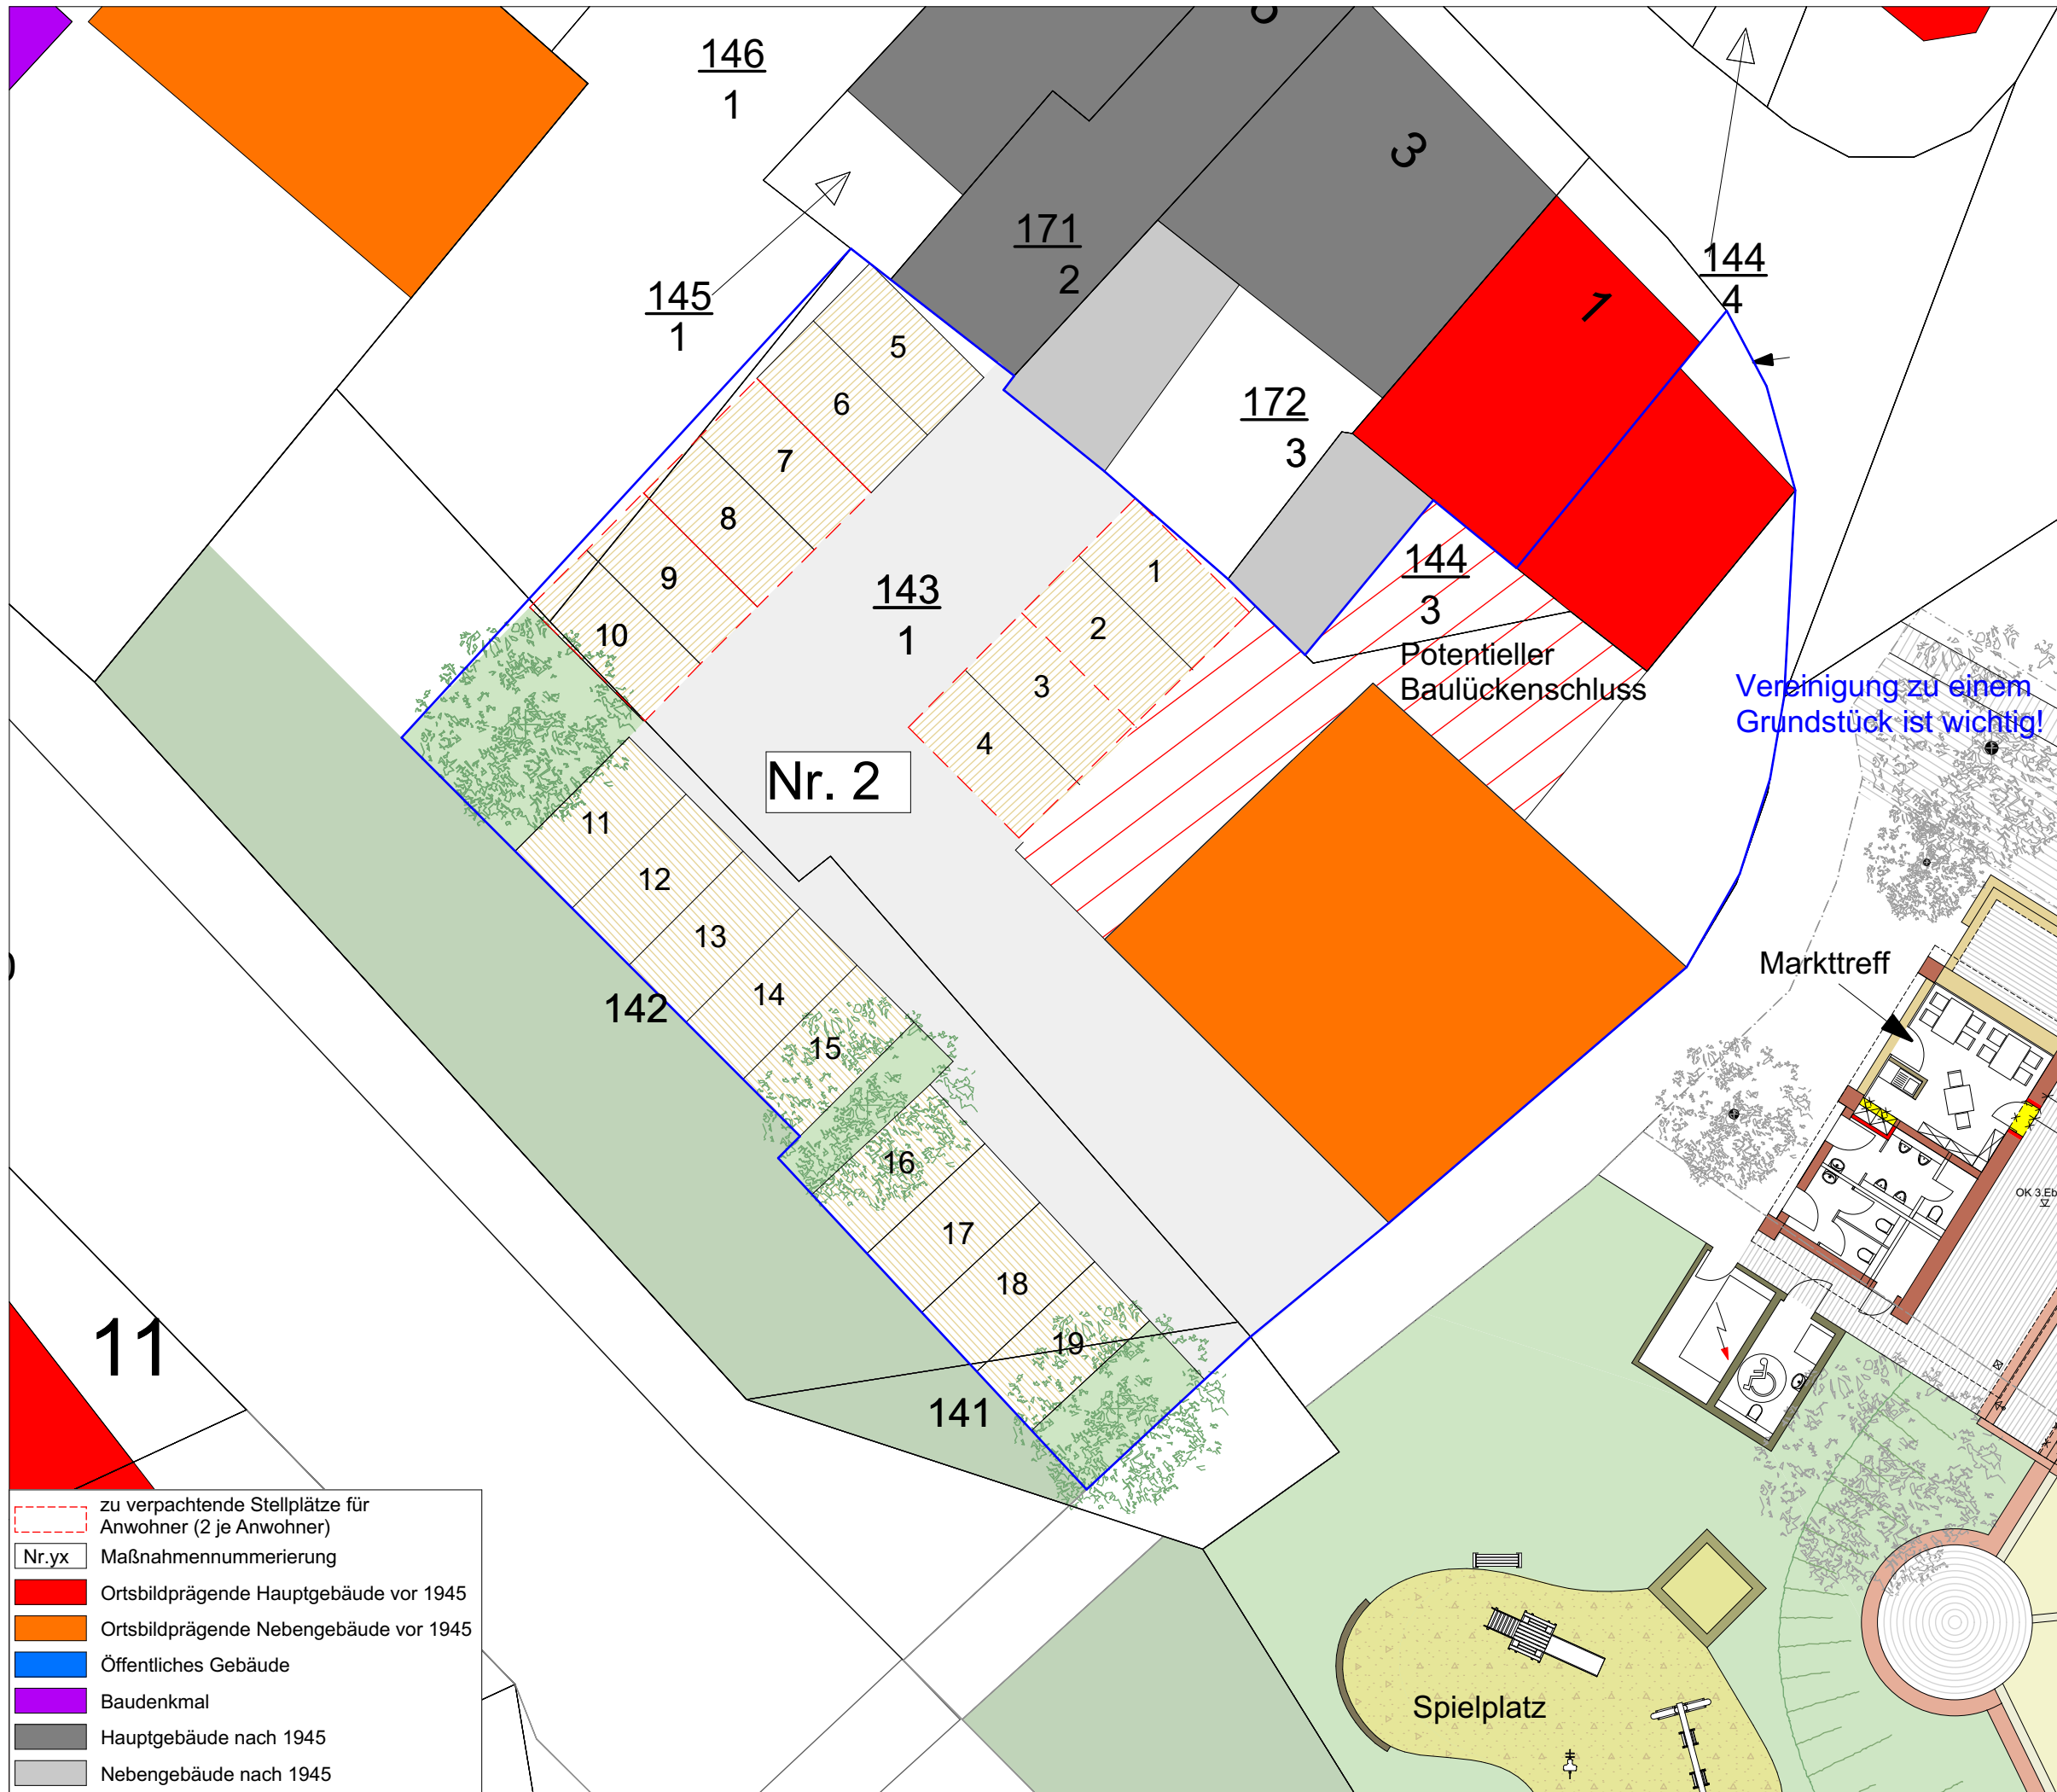 146
1
3
171
2
144
4
145
1
1
5
6
172
3
7
8
9
10
143
1
1
2
3
4
144
3
Potentieller
Baulückenschluss
Vereinigung zu einem
Grundstück ist wichtig!
Nr. 2
11
12
13
14
15
142
Markttreff
16
17
18
19
OK 3.Eb
11
141
zu verpachtende Stellplätze für
Anwohner (2 je Anwohner)
Nr.yx
Maßnahmennummerierung
Ortsbildprägende Hauptgebäude vor 1945
Ortsbildprägende Nebengebäude vor 1945
Öffentliches Gebäude
Baudenkmal
Hauptgebäude nach 1945
Nebengebäude nach 1945
Spielplatz